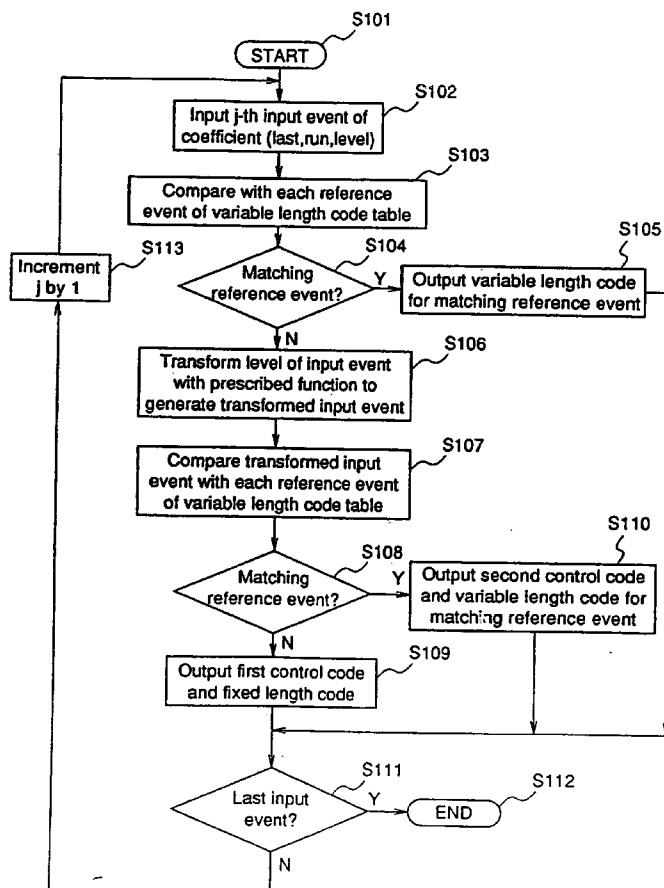 S101
START
S102
Input j-th input event of
coefficient (last,run,level)
S103
Compare with each reference
event of variable length code table
S104
Matching
reference event?
Y
N
S105
Output variable length code
for matching reference event
S113
Increment
j by 1
S106
Transform level of input event
with prescribed function to
generate transformed input event
S107
Compare transformed input
event with each reference event
of variable length code table
S108
Matching
reference event?
Y
N
S110
Output second control code
and variable length code for
matching reference event
S109
Output first control code
and fixed length code
S111
Last input
event?
Y
N
S112
END